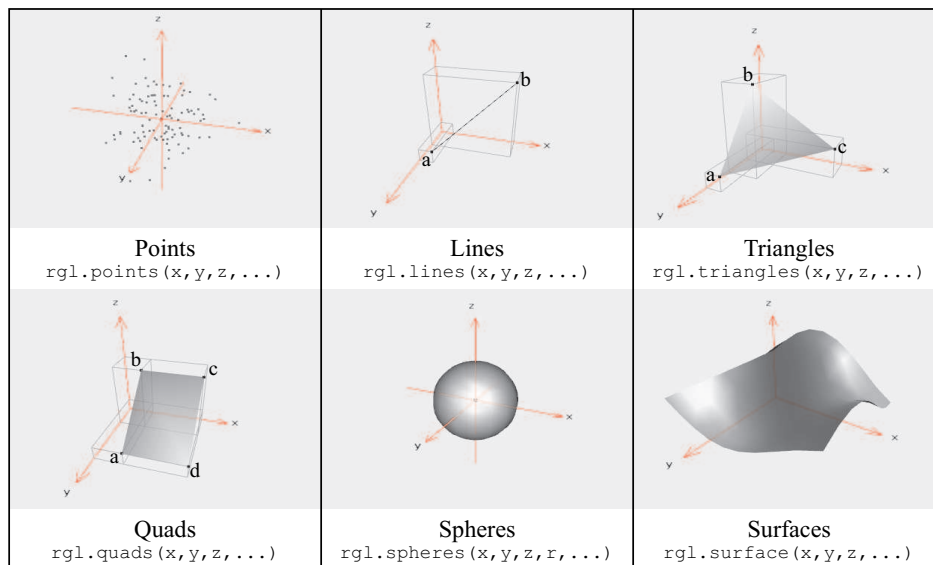 z
x
y
Points
rgl.points(x,y,z,...)
z
b
a
x
y
Lines
rgl.lines(x,y,z,...)
z
b
c
a
x
y
Triangles
rgl.triangles(x,y,z,...)
z
b
c
x
a
d
y
Quads
rgl.quads(x,y,z,...)
z
x
y
Spheres
rgl.spheres(x,y,z,r,...)
z
x
y
Surfaces
rgl.surface(x,y,z,...)